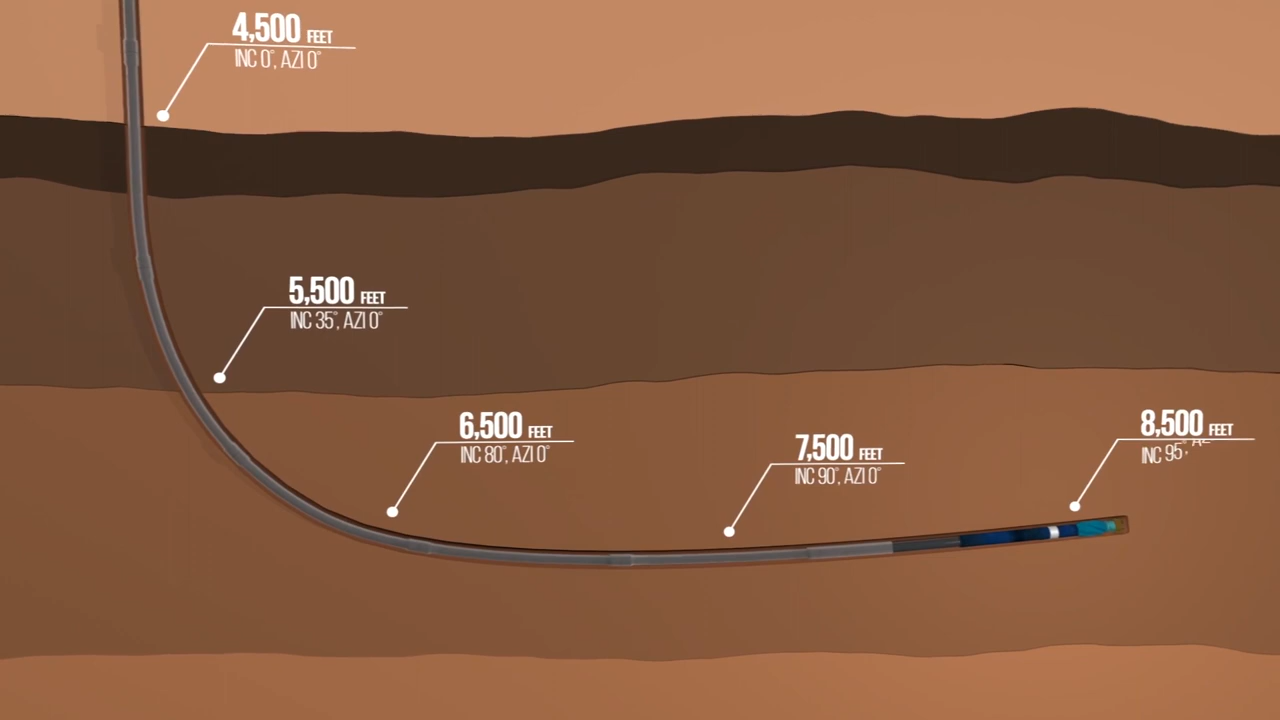 4,500 FEET
INC 0°, AZI 0°
5,500 FEET
INC 35°, AZI 0°
6,500 FEET
INC 80°, AZI 0°
7,500 FEET
INC 90°, AZI 0°
8,500 FEET
INC 95°,